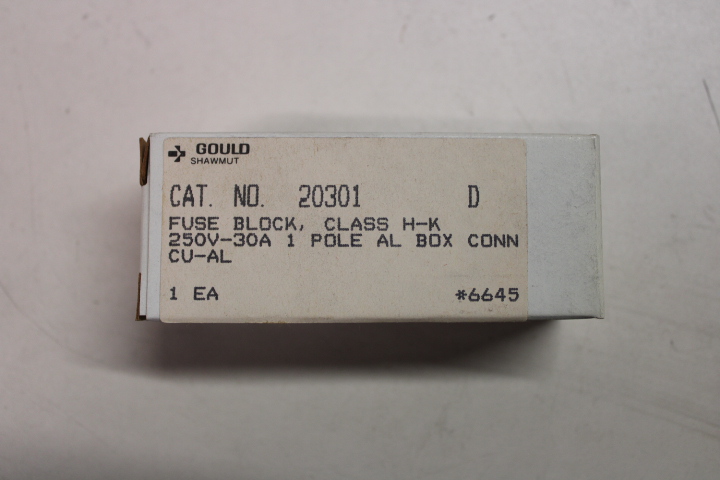 GOULD
SHAWMUT
CAT. NO. 20301 D
FUSE BLOCK, CLASS H-K
250V-30A 1 POLE AL BOX CONN
CU-AL
1 EA *6645